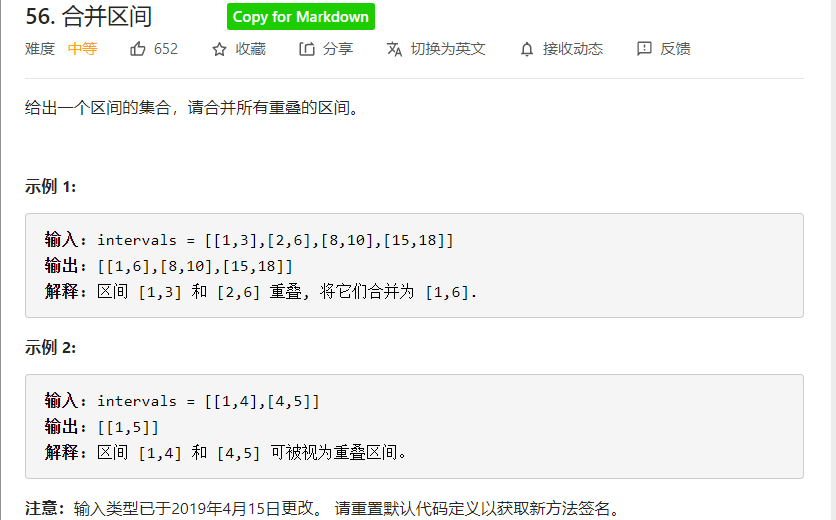 56. 合并区间 Copy for Markdown
难度 中等 652 收藏 分享 切换为英文 接收动态 反馈
给出一个区间的集合，请合并所有重叠的区间。
示例 1:
输入: intervals = [[1,3],[2,6],[8,10],[15,18]]
输出: [[1,6],[8,10],[15,18]]
解释: 区间 [1,3] 和 [2,6] 重叠, 将它们合并为 [1,6].
示例 2:
输入: intervals = [[1,4],[4,5]]
输出: [[1,5]]
解释: 区间 [1,4] 和 [4,5] 可被视为重叠区间。
注意：输入类型已于2019年4月15日更改。 请重置默认代码定义以获取新方法签名。